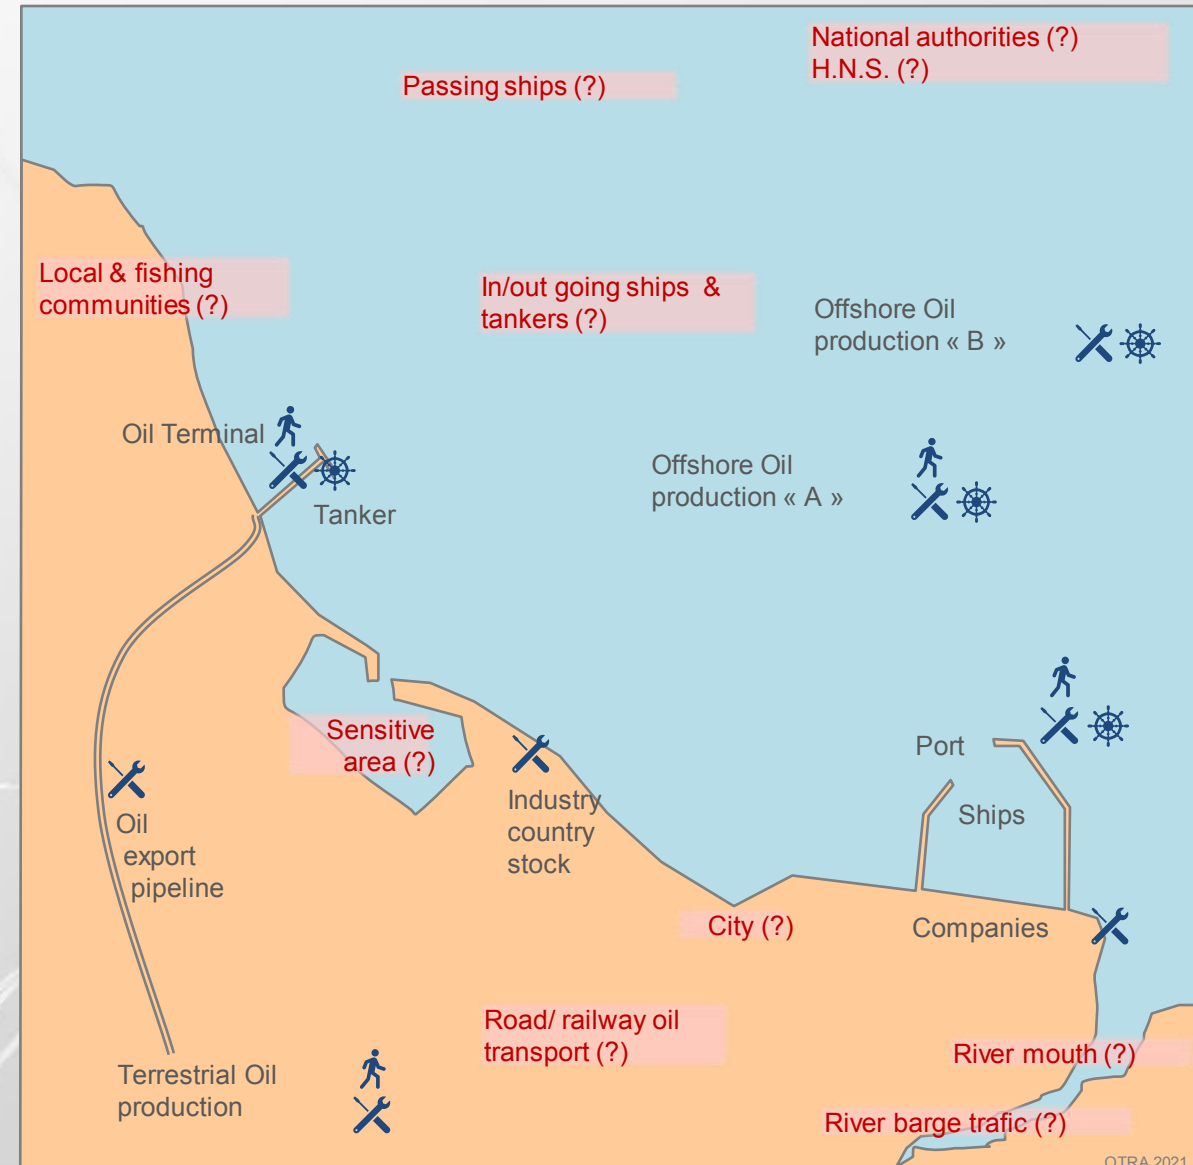 National authorities (?)
H.N.S. (?)
Passing ships (?)
Local & fishing
communities (?)
In/out going ships &
tankers (?)
Offshore Oil
production « B »
Oil Terminal
Tanker
Offshore Oil
production « A »
Sensitive
area (?)
Port
Industry
country
stock
Ships
Oil
export
pipeline
City (?)
Companies
Road/ railway oil
transport (?)
River mouth (?)
Terrestrial Oil
production
River barge trafic (?)
OTRA 2021